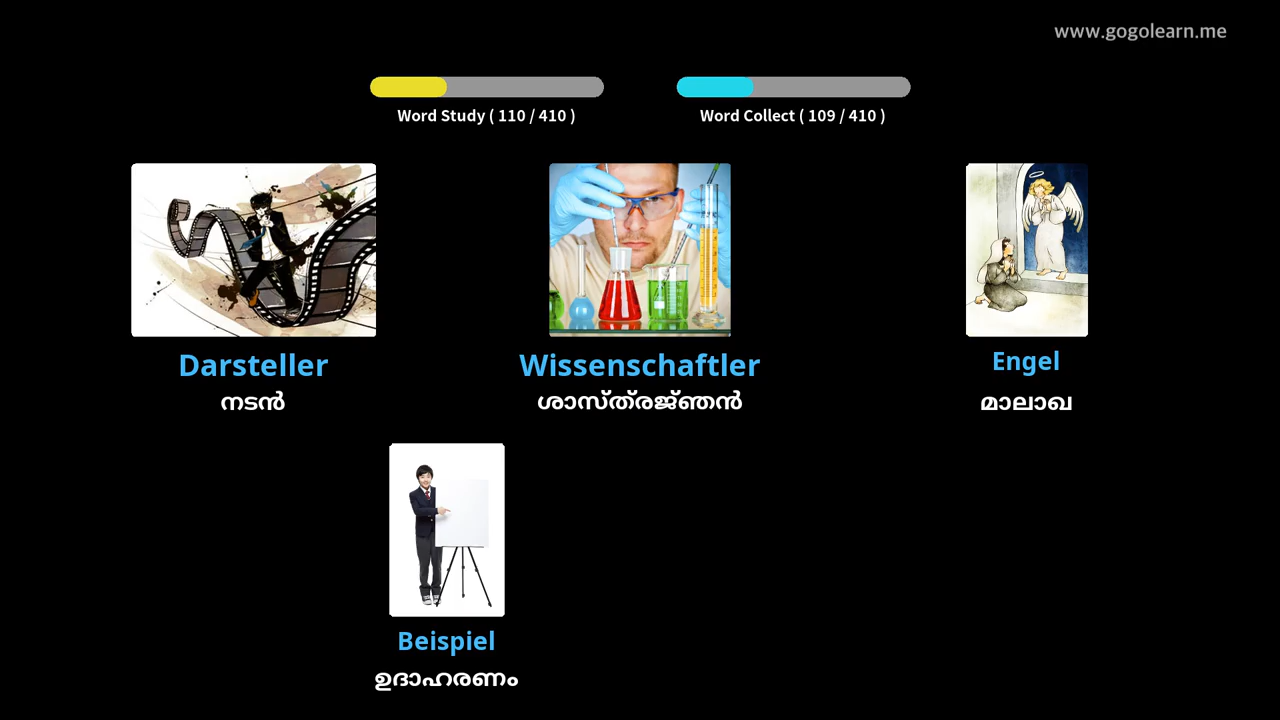 www.gogolearn.me
Word Study ( 110 / 410 )
Word Collect ( 109 / 410 )
Darsteller
നടൻ
Wissenschaftler
ശാസ്ത്രജ്ഞൻ
Engel
മാലാഖ
Beispiel
ഉദാഹരണം